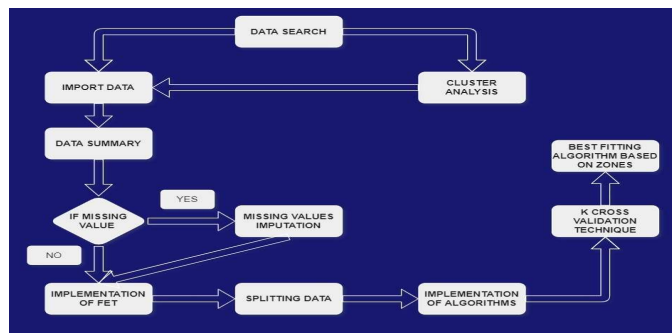 DATA SEARCH
IMPORT DATA
CLUSTER
ANALYSIS
DATA SUMMARY
BEST FITTING
ALGORITHM BASED
ON ZONES
YES
IF MISSING
VALUE
MISSING VALUES
IMPUTATION
K CROSS
VALIDATION
TECHNIQUE
NO
IMPLEMENTATION
OF FET
SPLITTING DATA
IMPLEMENTATION
OF ALGORITHMS